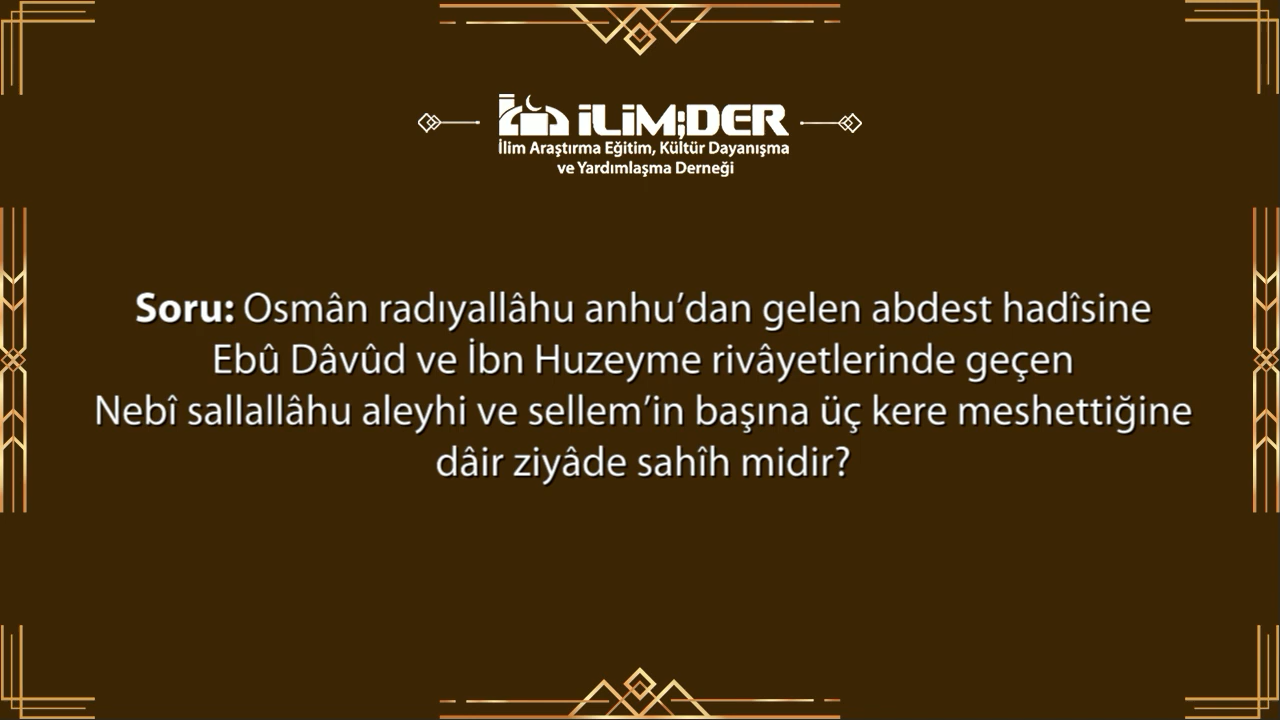 İLİM;DER
İlim Araştırma Eğitim, Kültür Dayanışma
ve Yardımlaşma Derneği
Soru: Osmân radıyallâhu anhu’dan gelen abdest hadîsine
Ebû Dâvûd ve İbn Huzeyme rivâyetlerinde geçen
Nebî sallallâhu aleyhi ve sellem’in başına üç kere meshettiğine
dâir ziyâde sahîh midir?